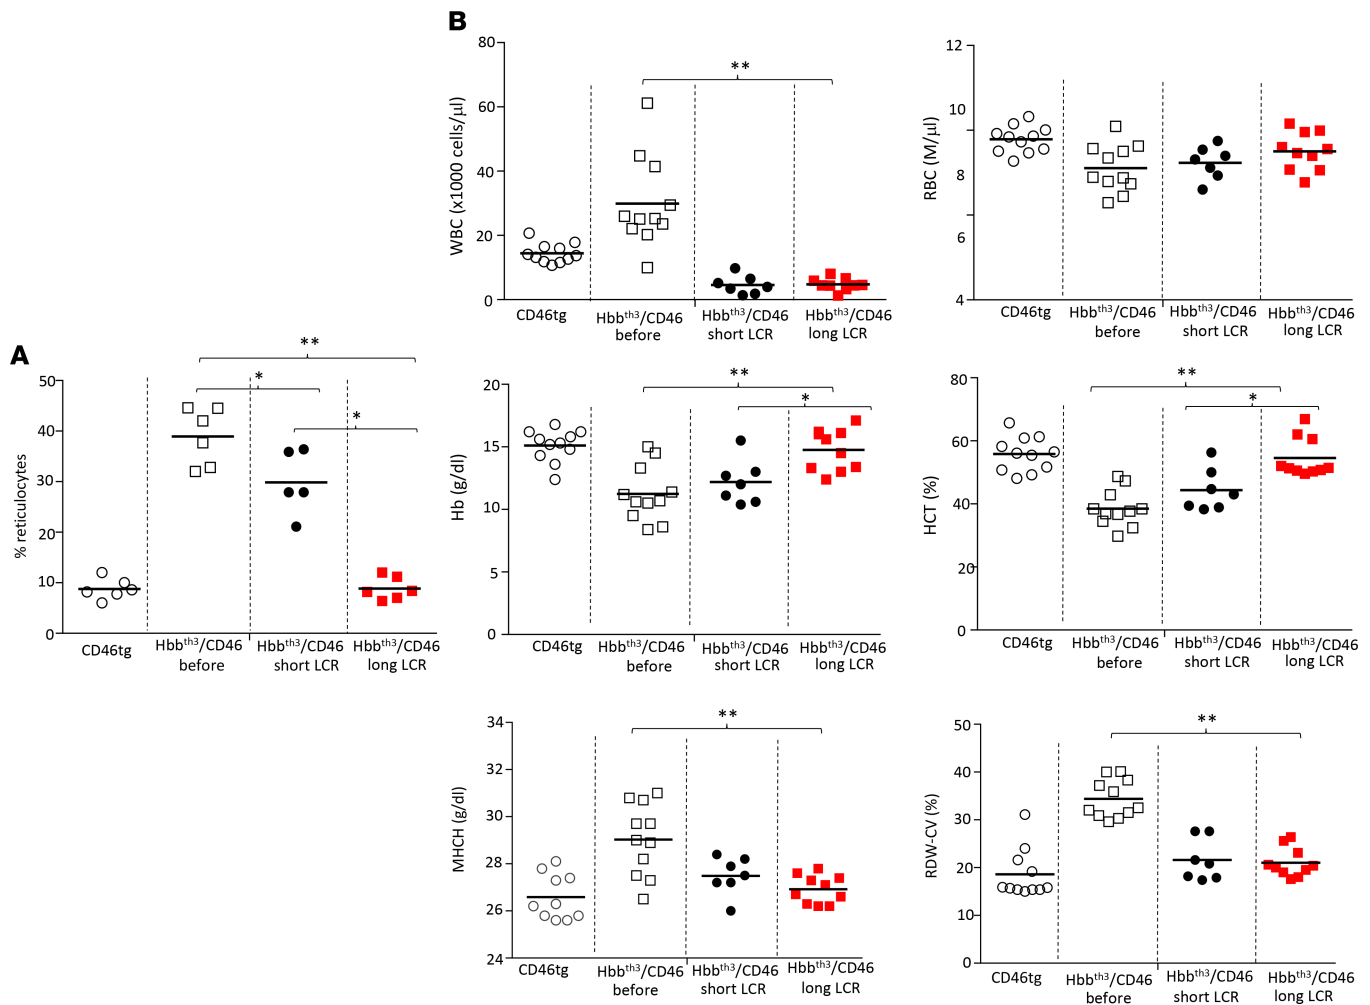 B
80
60
40
20
0
WBC (x1000 cells/µl)
**
CD46tg
Hbbth3/CD46
before
Hbbth3/CD46
short LCR
Hbbth3/CD46
long LCR
12
10
8
6
4
RBC (M/µl)
CD46tg
Hbbth3/CD46
before
Hbbth3/CD46
short LCR
Hbbth3/CD46
long LCR
A
50
40
30
20
10
0
% reticulocytes
**
*
*
CD46tg
Hbbth3/CD46
before
Hbbth3/CD46
short LCR
Hbbth3/CD46
long LCR
20
15
10
5
0
Hb (g/dl)
**
*
CD46tg
Hbbth3/CD46
before
Hbbth3/CD46
short LCR
Hbbth3/CD46
long LCR
80
60
40
20
0
HCT (%)
**
*
CD46tg
Hbbth3/CD46
before
Hbbth3/CD46
short LCR
Hbbth3/CD46
long LCR
34
32
30
28
26
24
MHCH (g/dl)
**
CD46tg
Hbbth3/CD46
before
Hbbth3/CD46
short LCR
Hbbth3/CD46
long LCR
50
40
30
20
10
0
RDW-CV (%)
**
CD46tg
Hbbth3/CD46
before
Hbbth3/CD46
short LCR
Hbbth3/CD46
long LCR